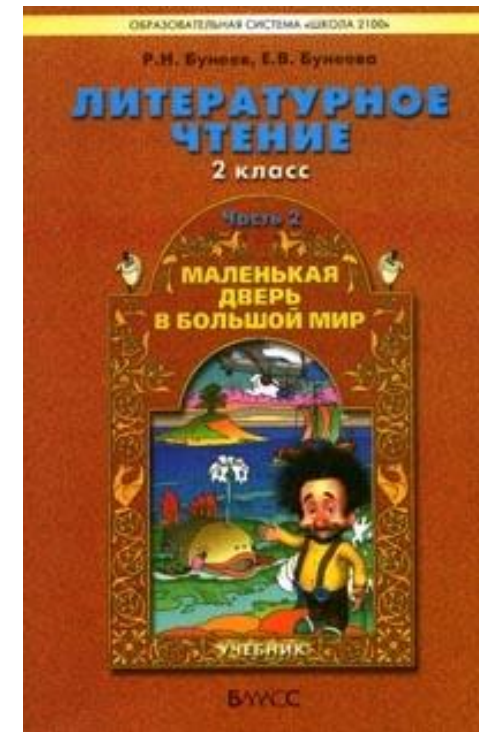 ОБРАЗОВАТЕЛЬНАЯ СИСТЕМА «ШКОЛА 2100»
Р.Н. Бунеев, Е.В. Бунеева
ЛИТЕРАТУРНОЕ
ЧТЕНИЕ
2 класс
Часть 2
МАЛЕНЬКАЯ
ДВЕРЬ
В БОЛЬШОЙ МИР
УЧЕБНИК
БАЛАСС